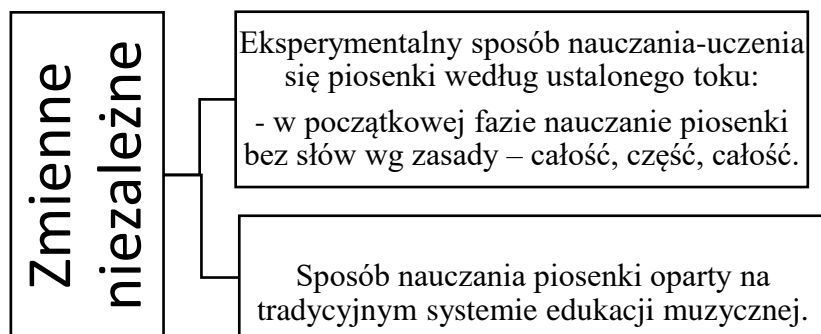 Zmienne
niezależne
Eksperymentalny sposób nauczania-uczenia
się piosenki według ustalonego toku:
- w początkowej fazie nauczanie piosenki
bez słów wg zasady – całość, część, całość.
Sposób nauczania piosenki oparty na
tradycyjnym systemie edukacji muzycznej.